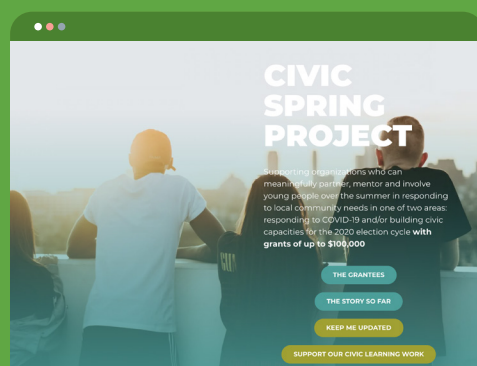 CIVIC
SPRING
PROJECT
Supporting organizations who can
meaningfully partner, mentor and involve
young people over the summer in responding
to local community needs in one of two areas:
responding to COVID-19 and/or building civic
capacities for the 2020 election cycle with
grants of up to $100,000
THE GRANTEES
THE STORY SO FAR
KEEP ME UPDATED
SUPPORT OUR CIVIC LEARNING WORK